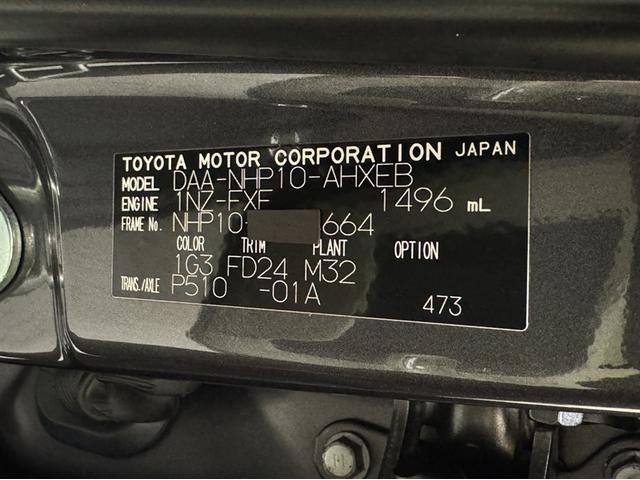 TOYOTA MOTOR CORPORATION JAPAN
MODEL DAA-NHP10-AHXEB
ENGINE 1NZ-FXE 1496 mL
FRAME No. NHP10- 664
COLOR TRIM PLANT OPTION
1G3 FD24 M32
TRANS./AXLE P510 -01A
473